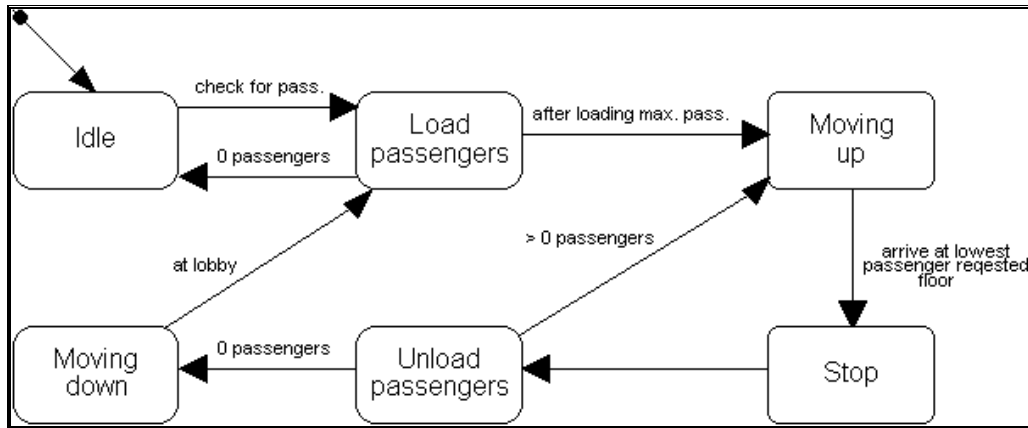 check for pass.
Idle
Load
passengers
after loading max. pass.
Moving
up
0 passengers
> 0 passengers
at lobby
arrive at lowest
passenger reqested
floor
Moving
down
0 passengers
Unload
passengers
Stop